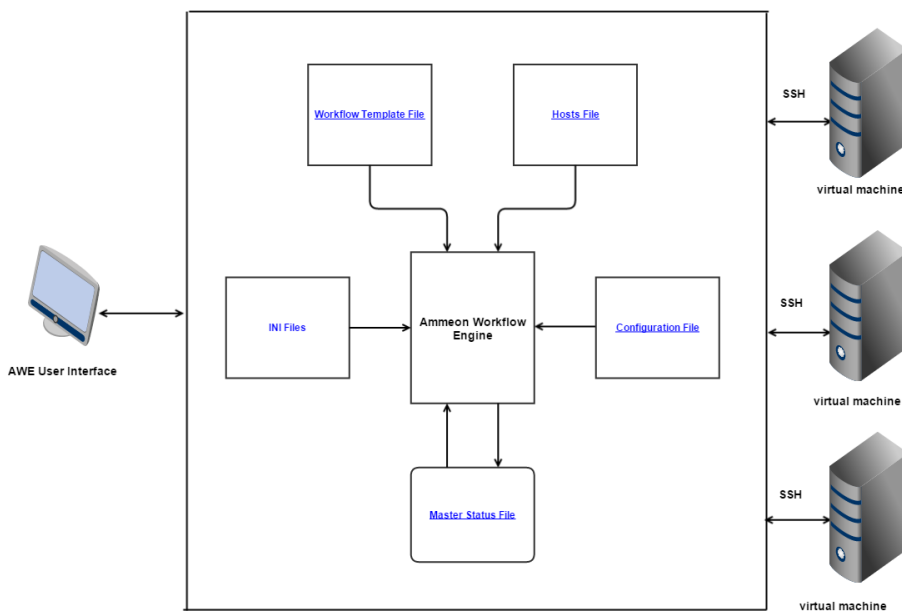 SSH
Workflow Template File
Hosts File
virtual machine
SSH
INI Files
Ammeon Workflow
Engine
Configuration File
AWE User Interface
virtual machine
SSH
Master Status File
virtual machine